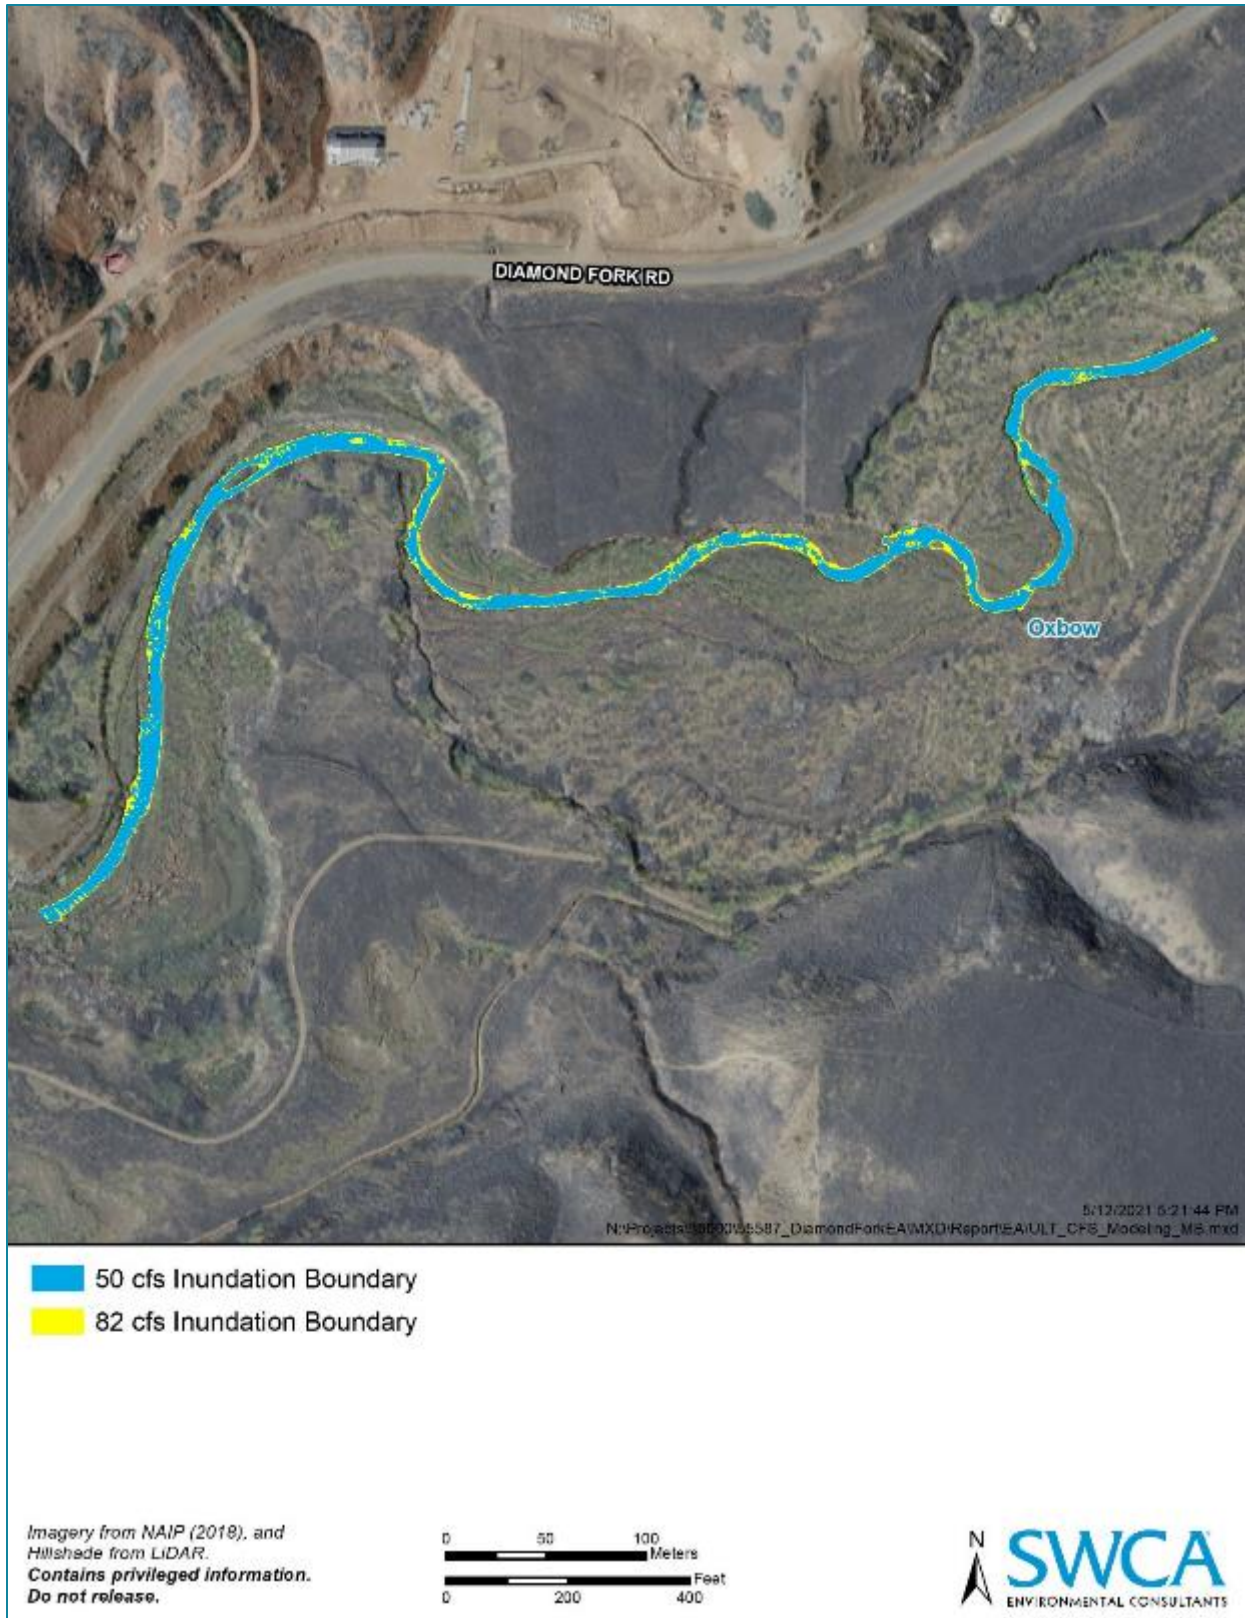 DIAMOND FORK RD
Oxbow
5/12/2021 5:21:44 PM
50 cfs Inundation Boundary
82 cfs Inundation Boundary
Imagery from NAIP (2018), and
Hillshade from LiDAR.
Contains privileged information.
Do not release.
0 50 100
Meters
Feet
0 200 400
N
SWCA
ENVIRONMENTAL CONSULTANTS